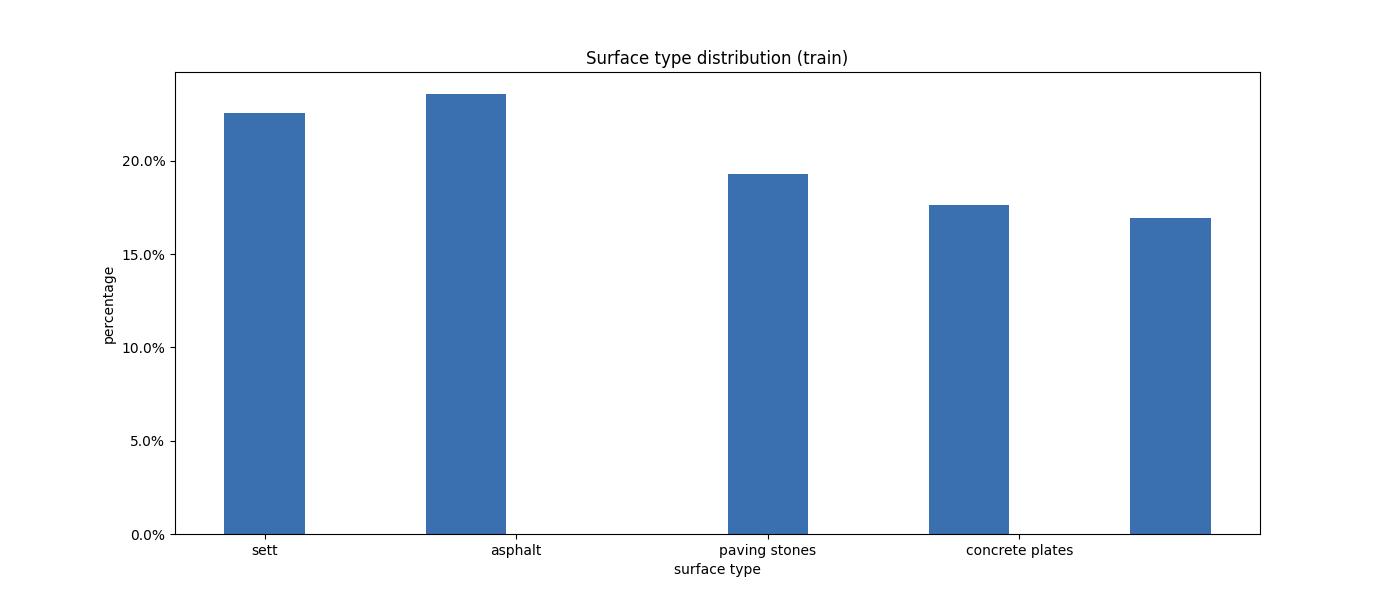 Surface type distribution (train)
20.0%
15.0%
10.0%
5.0%
0.0%
percentage
sett asphalt paving stones concrete plates
surface type